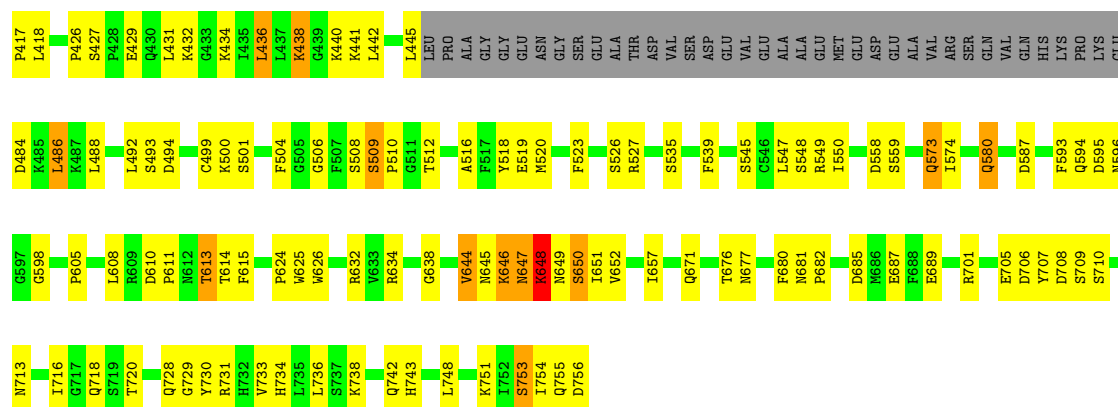 P417 L418 P426 S427 P428 E429 Q430 L431 K432 G433 K434 I435 L436 L437 K438 G439 K440 K441 L442 L445 LEU PRO ALA GLY GLY GLU ASN GLY SER GLU ALA THR ASP VAL SER ASP GLU VAL GLU ALA ALA GLU MET GLU ASP GLU ALA VAL ARG SER GLN VAL GLN HIS LYS PRO LYS GLU
D484 K485 L486 K487 L488 L492 S493 D494 C499 K500 S501 F504 G505 G506 F507 S508 S509 P510 G511 T512 A516 F517 Y518 E519 M520 F523 S526 R527 S535 F539 S545 C546 L547 S548 R549 I550 D558 S559 Q573 I574 Q580 D587 F593 Q594 D595 N596
G597 G598 P605 L608 R609 D610 P611 N612 T613 T614 F615 P624 W625 W626 R632 V633 R634 G638 V644 N645 K646 N647 K648 N649 S650 I651 V652 I657 Q671 T676 N677 F680 N681 P682 D685 M686 E687 F688 E689 R701 E705 D706 Y707 D708 S709 S710
N713 I716 G717 Q718 S719 T720 Q728 G729 Y730 R731 H732 V733 H734 L735 L736 S737 K738 Q742 H743 L748 K751 I752 S753 I754 Q755 D756